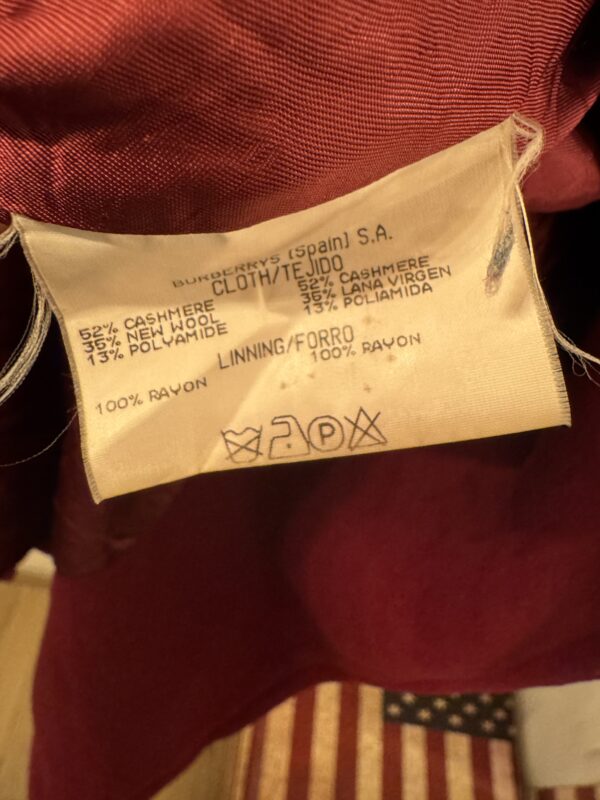 BURBERRYS (Spain) S.A.
CLOTH/TEJIDO
52% CASHMERE 52% CASHMERE
35% NEW WOOL 35% LANA VIRGEN
13% POLYAMIDE 13% POLIAMIDA
LINNING/FORRO
100% RAYON 100% RAYON
P